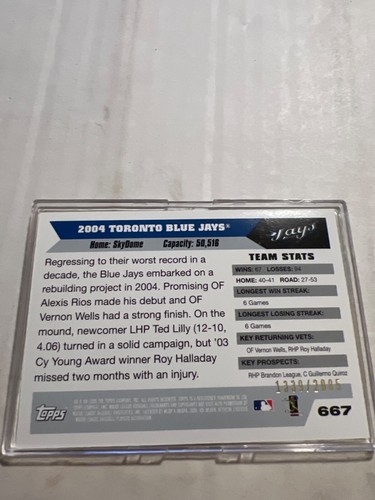 2004 TORONTO BLUE JAYS®
Jays
Home: SkyDome Capacity: 50,516
Regressing to their worst record in a
decade, the Blue Jays embarked on a
rebuilding project in 2004. Promising OF
Alexis Rios made his debut and OF
Vernon Wells had a strong finish. On the
mound, newcomer LHP Ted Lilly (12-10,
4.06) turned in a solid campaign, but '03
Cy Young Award winner Roy Halladay
missed two months with an injury.
TEAM STATS
WINS: 67 LOSSES: 94
HOME: 40-41 ROAD: 27-53
LONGEST WIN STREAK:
6 Games
LONGEST LOSING STREAK:
6 Games
KEY RETURNING VETS:
OF Vernon Wells, RHP Roy Halladay
KEY PROSPECTS:
RHP Brandon League, C Guillermo Quiroz
Topps
667